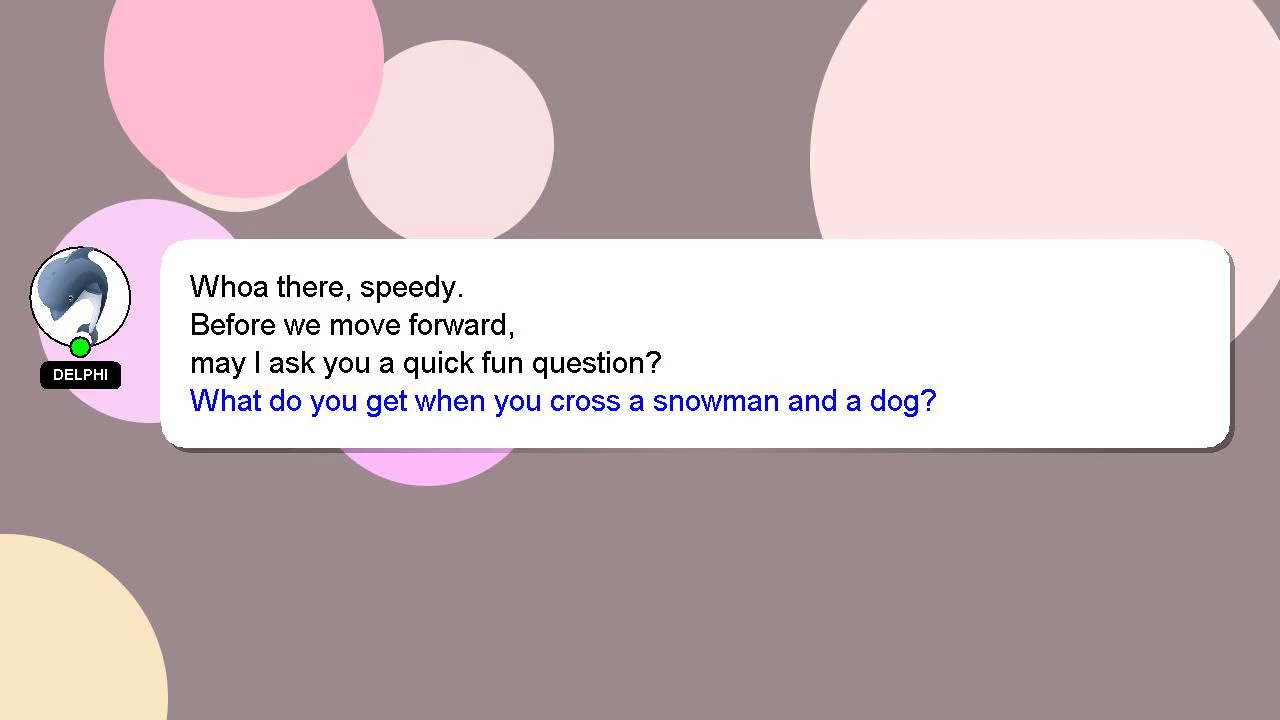 Whoa there, speedy.
Before we move forward,
may I ask you a quick fun question?
What do you get when you cross a snowman and a dog?
DELPHI